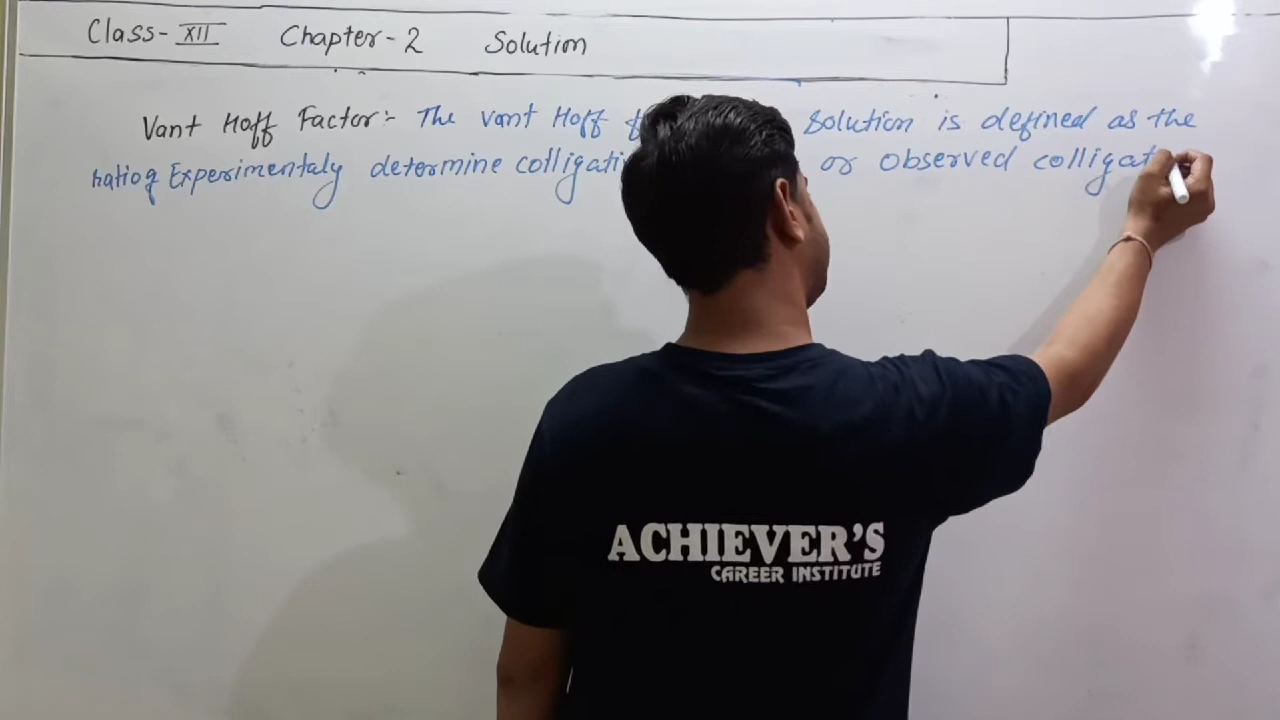 Class-XII Chapter-2 Solution
Vant Hoff Factor:- The vant Hoff Solution is defined as the
ratio of Experimentaly determine colligati or observed colligat
ACHIEVER'S
CAREER INSTITUTE